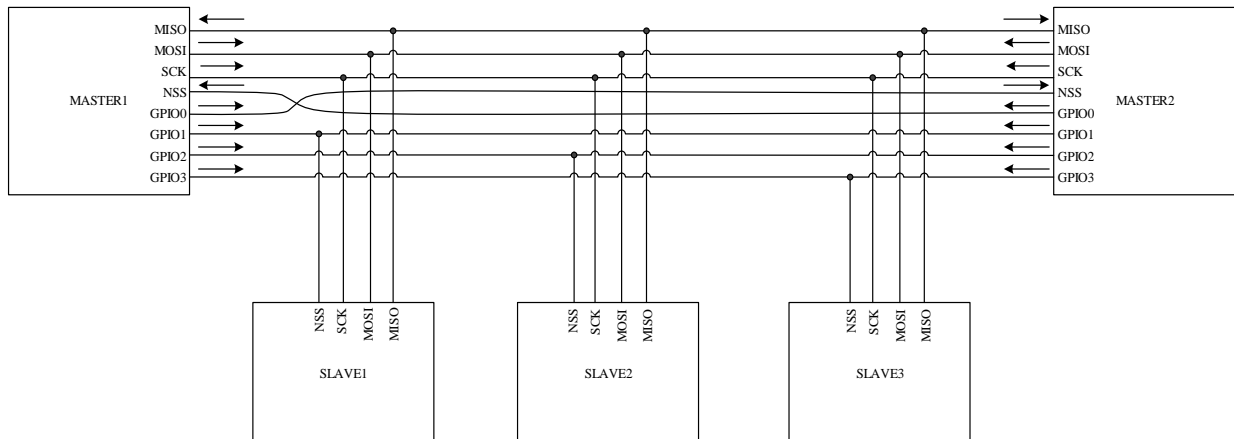 MASTER1
MISO
MOSI
SCK
NSS
GPIO0
GPIO1
GPIO2
GPIO3
MISO
MOSI
SCK
NSS
GPIO0
GPIO1
GPIO2
GPIO3
MASTER2
NSS
SCK
MOSI
MISO
SLAVE1
NSS
SCK
MOSI
MISO
SLAVE2
NSS
SCK
MOSI
MISO
SLAVE3